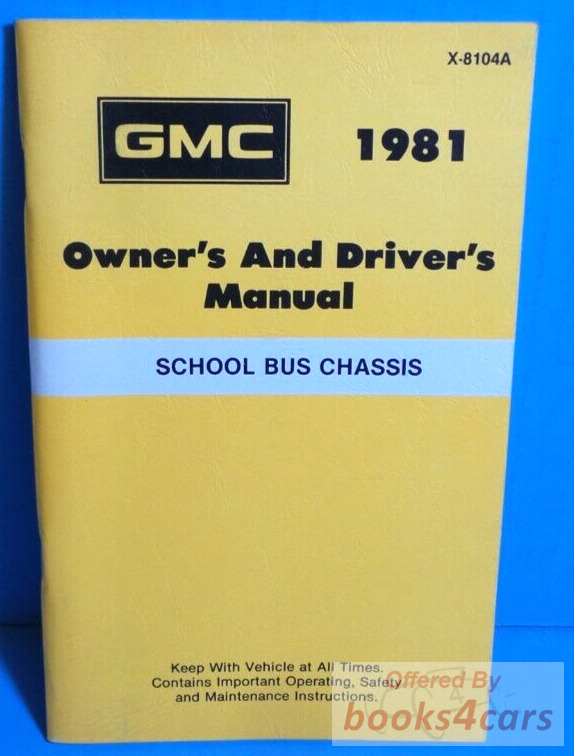 X-8104A
GMC 1981
Owner's And Driver's
Manual
SCHOOL BUS CHASSIS
Keep With Vehicle at All Times.
Contains Important Operating, Safety
and Maintenance Instructions.
Offered By
books4cars